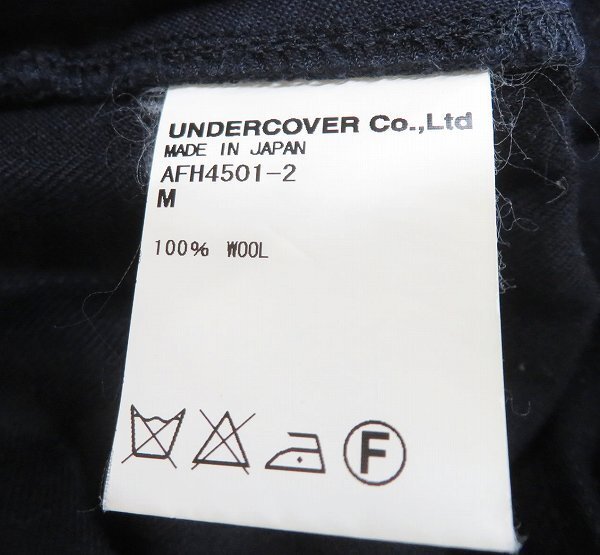 UNDERCOVER Co.,Ltd
MADE IN JAPAN
AFH4501-2
M
100% WOOL
F